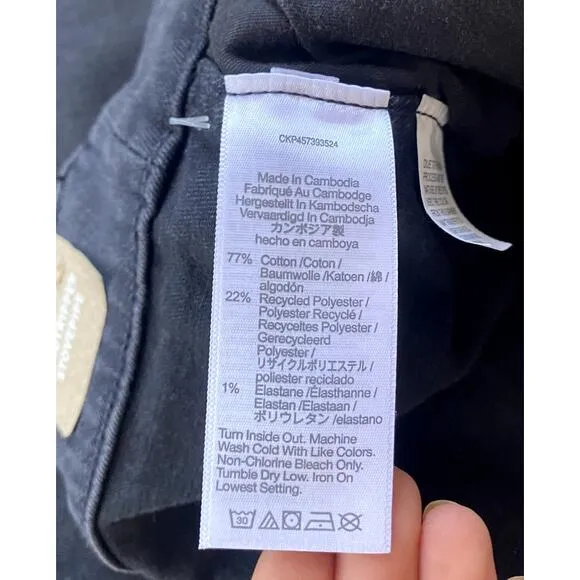 CKP457393524
Made In Cambodia
Fabriqué Au Cambodge
Hergestellt In Kambodscha
Vervaardigd In Cambodja
カンボジア製
hecho en camboya
77% Cotton /Coton /
Baumwolle /Katoen /綿 /
algodón
22% Recycled Polyester /
Polyester Recyclé /
Recyceltes Polyester /
Gerecycleerd
Polyester /
リサイクルポリエステル /
poliester reciclado
1% Elastane /Élasthanne /
Elastan /Elastaan /
ポリウレタン /elastano
Turn Inside Out. Machine
Wash Cold With Like Colors.
Non-Chlorine Bleach Only.
Tumble Dry Low. Iron On
Lowest Setting.
30
STOVEPIPE